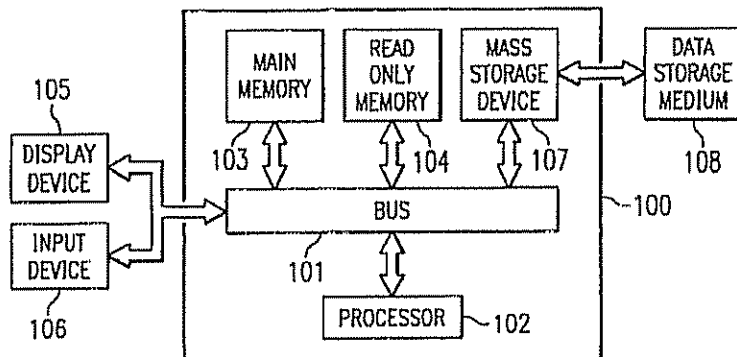 MAIN
MEMORY
103
READ
ONLY
MEMORY
104
MASS
STORAGE
DEVICE
107
DATA
STORAGE
MEDIUM
108
105
DISPLAY
DEVICE
INPUT
DEVICE
106
BUS
101
100
PROCESSOR
102